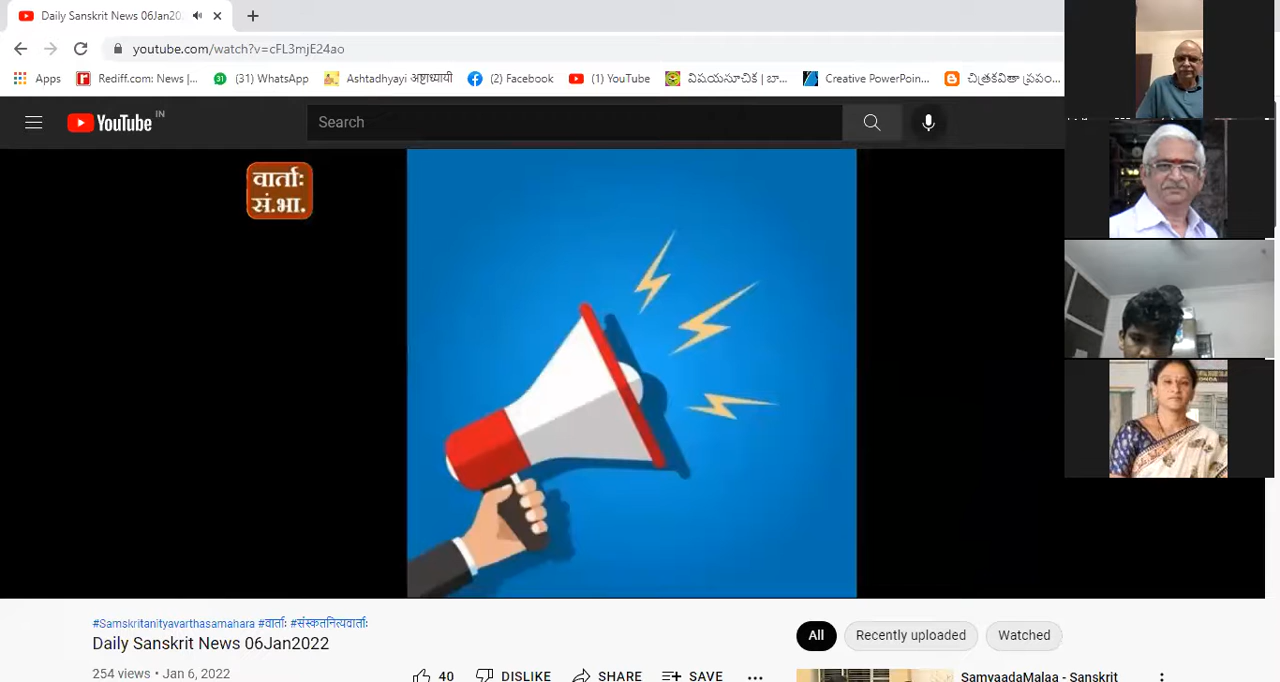 Daily Sanskrit News 06Jan20
youtube.com/watch?v=cFL3mjE24ao
Apps Rediff.com: News |... (31) WhatsApp Ashtadhyayi अष्टाध्यायी (2) Facebook (1) YouTube విషయసూచిక | బా... Creative PowerPoin... చిత్రకవితా ప్రపం...
YouTube IN
Search
वार्ताः
सं.भा.
#Samskritanityavarthasamahara #वार्ताः #संस्कृतनित्यवार्ताः
Daily Sanskrit News 06Jan2022
254 views • Jan 6, 2022
40 DISLIKE SHARE SAVE ...
All Recently uploaded Watched
SamvaadaMalaa - Sanskrit